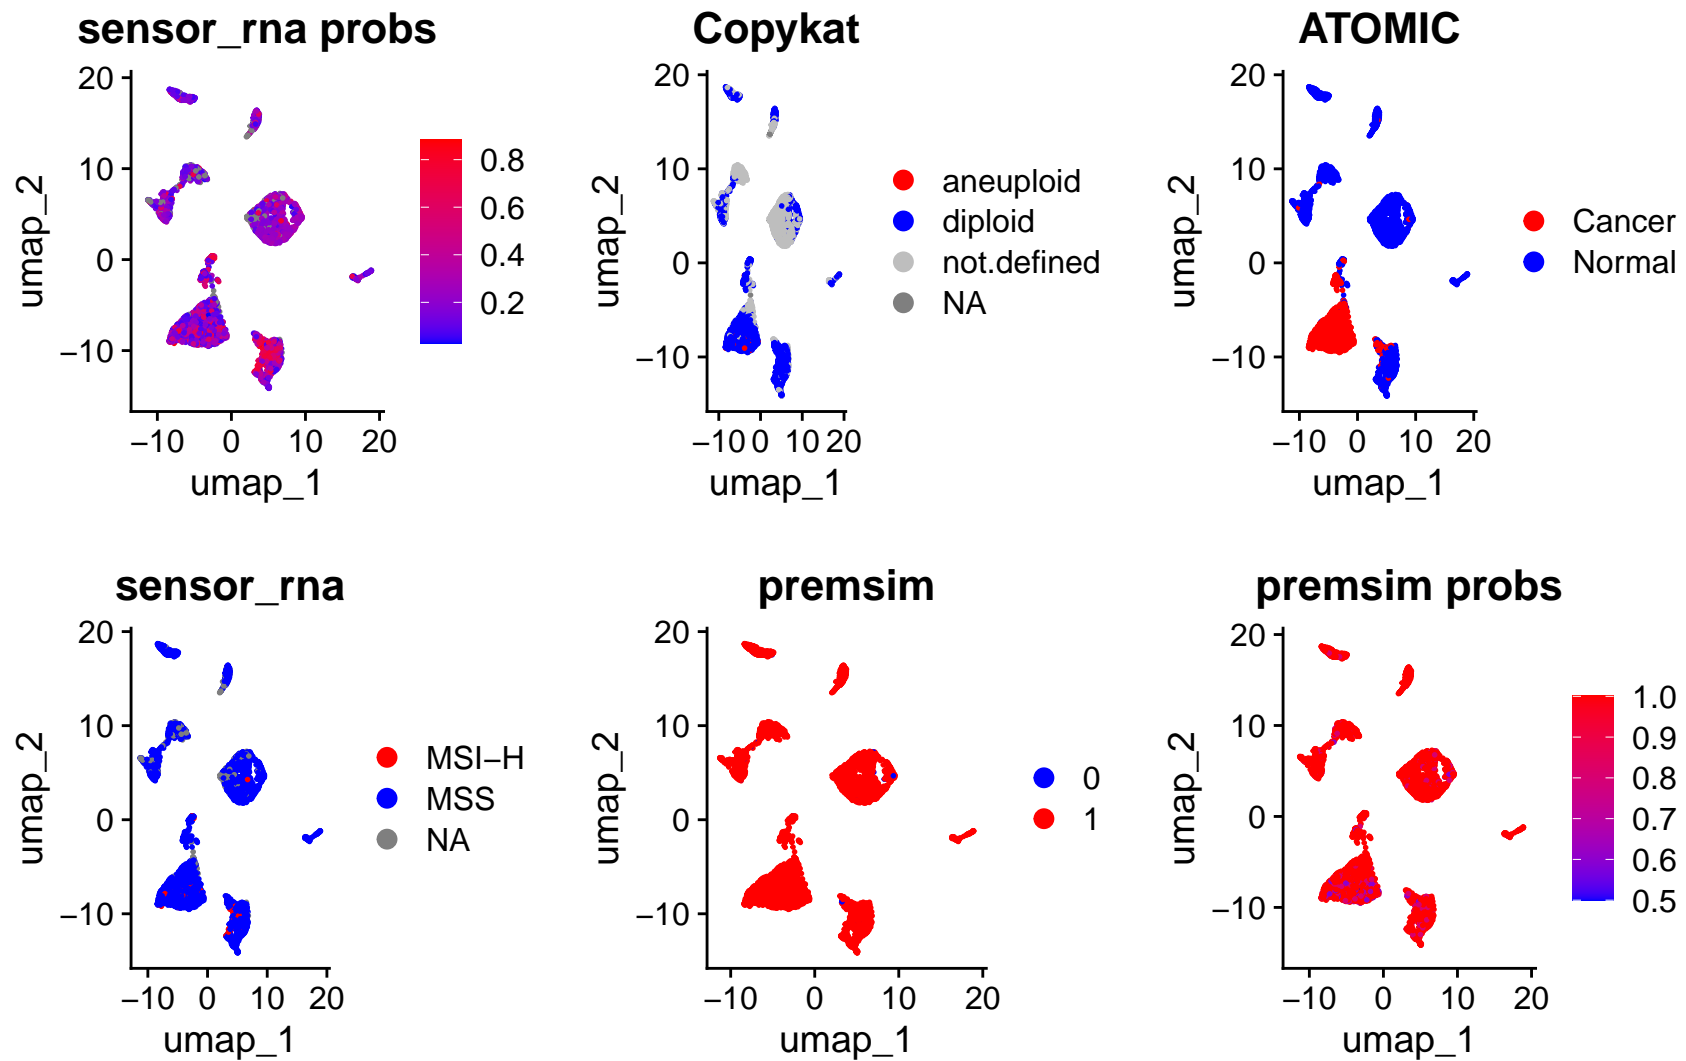 sensor_rna probs
20
10
0
−10
umap_2
−10 0 10 20
umap_1
0.8
0.6
0.4
0.2
Copykat
20
10
0
−10
umap_2
−10 0 10 20
umap_1
aneuploid
diploid
not.defined
NA
ATOMIC
20
10
0
−10
umap_2
−10 0 10 20
umap_1
Cancer
Normal
sensor_rna
20
10
0
−10
umap_2
−10 0 10 20
umap_1
MSI−H
MSS
NA
premsim
20
10
0
−10
umap_2
−10 0 10 20
umap_1
0
1
premsim probs
20
10
0
−10
umap_2
−10 0 10 20
umap_1
1.0
0.9
0.8
0.7
0.6
0.5